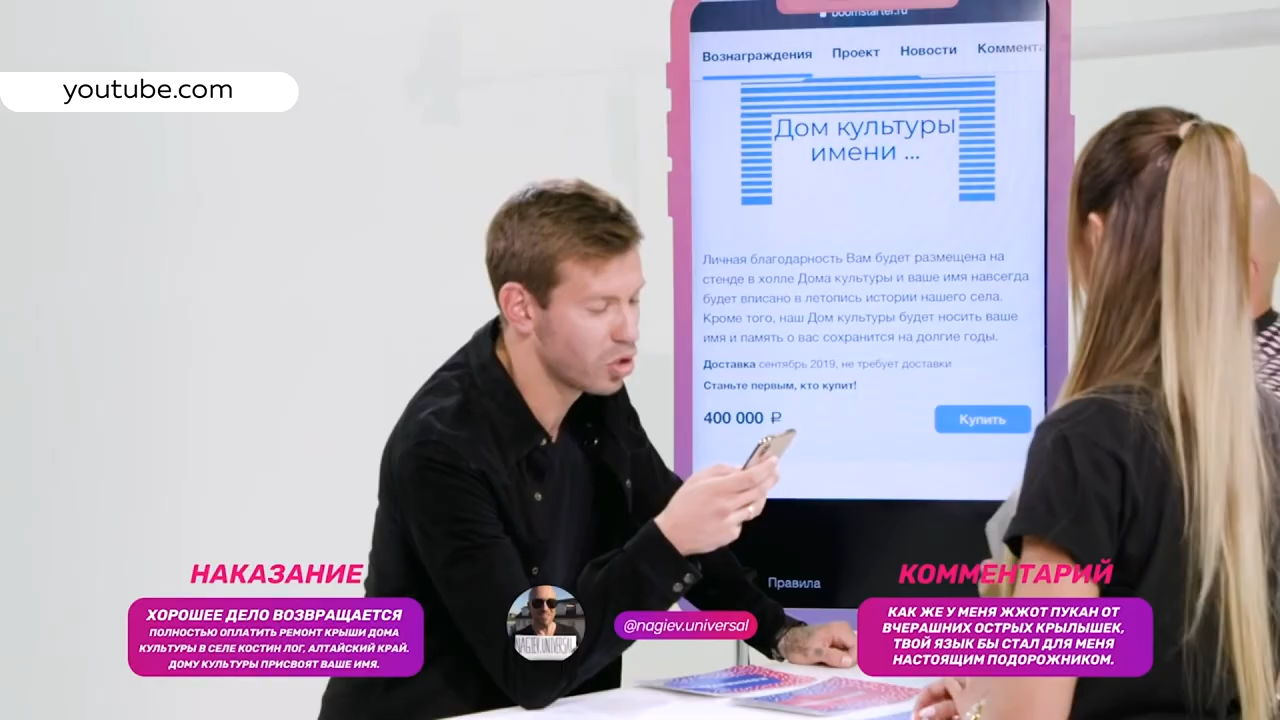 youtube.com
boomstarter.ru
Вознаграждения Проект Новости Коммента
Дом культуры
имени ...
Личная благодарность Вам будет размещена на
стенде в холле Дома культуры и ваше имя навсегда
будет вписано в летопись истории нашего села.
Кроме того, наш Дом культуры будет носить ваше
имя и память о вас сохранится на долгие годы.
Доставка сентябрь 2019, не требует доставки
Станьте первым, кто купит!
400 000 ₽
Купить
Правила
НАКАЗАНИЕ
ХОРОШЕЕ ДЕЛО ВОЗВРАЩАЕТСЯ
ПОЛНОСТЬЮ ОПЛАТИТЬ РЕМОНТ КРЫШИ ДОМА
КУЛЬТУРЫ В СЕЛЕ КОСТИН ЛОГ, АЛТАЙСКИЙ КРАЙ.
ДОМУ КУЛЬТУРЫ ПРИСВОЯТ ВАШЕ ИМЯ.
NAGIEV.UNIVERSAL
@nagiev.universal
КОММЕНТАРИЙ
КАК ЖЕ У МЕНЯ ЖЖОТ ПУКАН ОТ
ВЧЕРАШНИХ ОСТРЫХ КРЫЛЫШЕК,
ТВОЙ ЯЗЫК БЫ СТАЛ ДЛЯ МЕНЯ
НАСТОЯЩИМ ПОДОРОЖНИКОМ.